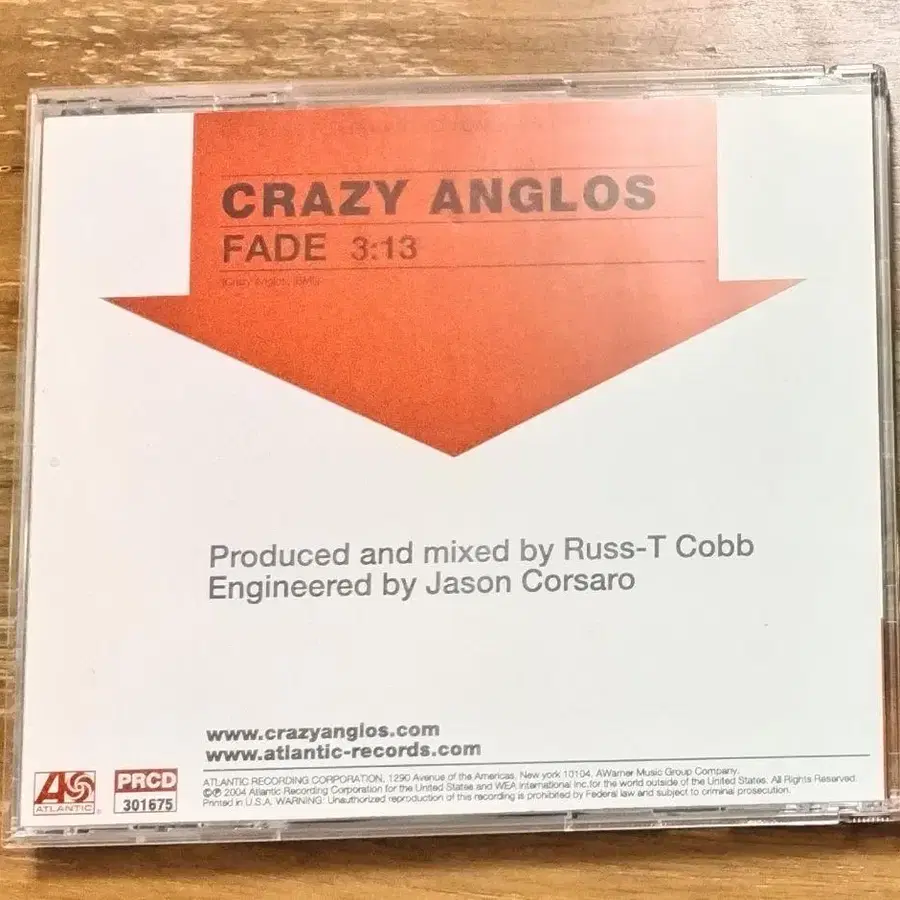 CRAZY ANGLOS
FADE 3:13
Produced and mixed by Russ-T Cobb
Engineered by Jason Corsaro
www.crazyanglos.com
www.atlantic-records.com
ATLANTIC®
PRCD
301675
ATLANTIC RECORDING CORPORATION, 1290 Avenue of the Americas, New york 10104. AWarner Music Group Company.
©℗ 2004 Atlantic Recording Corporation for the United States and WEA International Inc.for the world outside of the United States. All Rights Reserved.
Printed in U.S.A. WARNING: Unauthorized reproduction of this recording is prohibited by Federal law and subject to criminal prosecution.